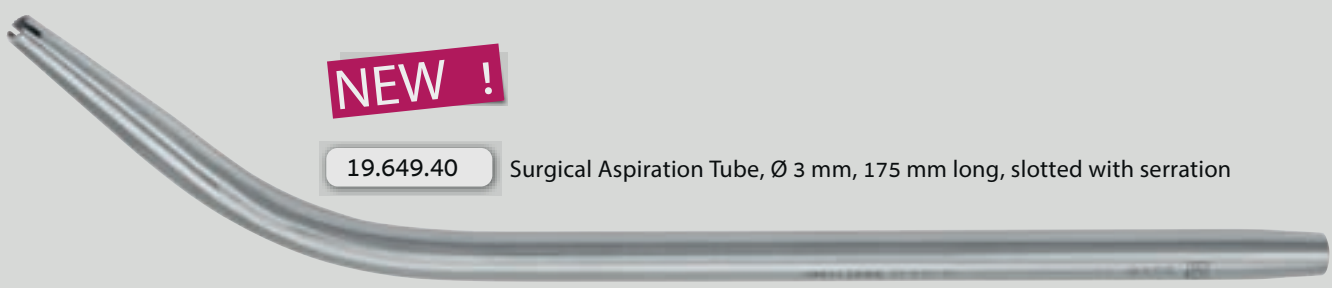 NEW !
19.649.40 Surgical Aspiration Tube, Ø 3 mm, 175 mm long, slotted with serration